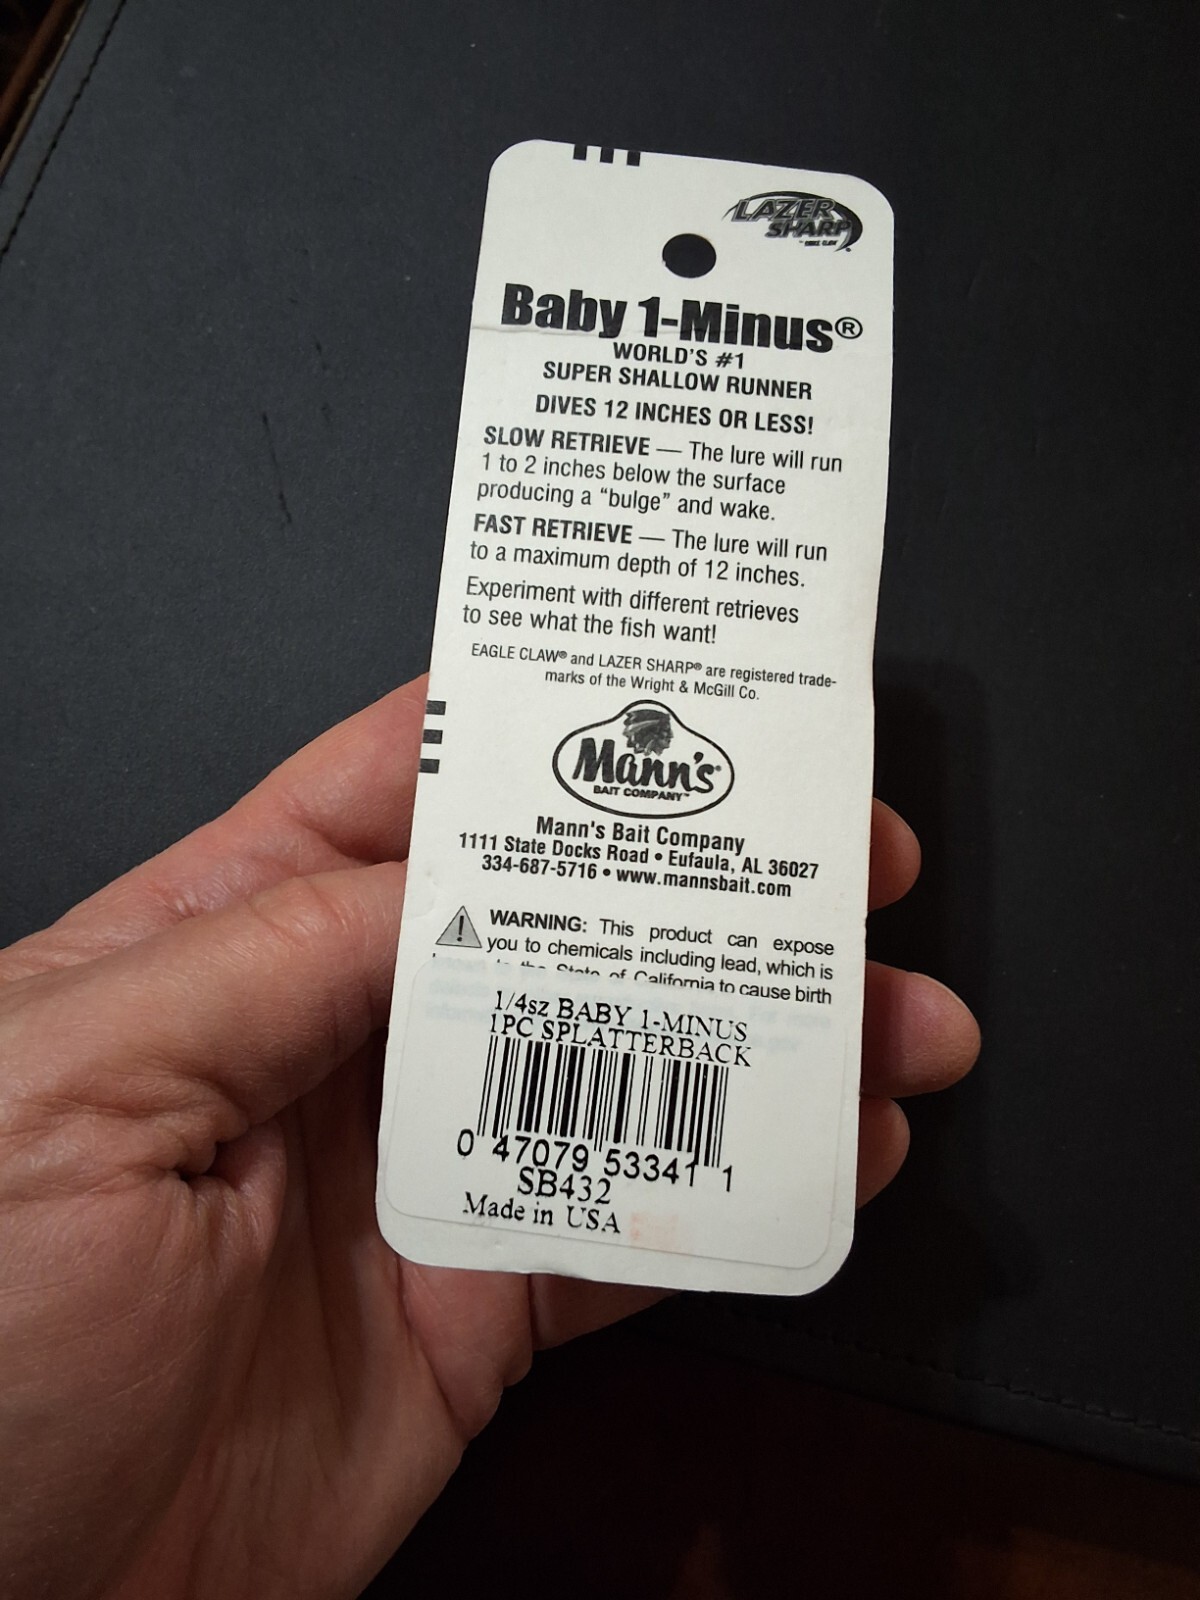 LAZER
SHARP
Baby 1-Minus®
WORLD'S #1
SUPER SHALLOW RUNNER
DIVES 12 INCHES OR LESS!
SLOW RETRIEVE — The lure will run
1 to 2 inches below the surface
producing a “bulge” and wake.
FAST RETRIEVE — The lure will run
to a maximum depth of 12 inches.
Experiment with different retrieves
to see what the fish want!
EAGLE CLAW® and LAZER SHARP® are registered trade-
marks of the Wright & McGill Co.
Mann's
BAIT COMPANY™
Mann's Bait Company
1111 State Docks Road • Eufaula, AL 36027
334-687-5716 • www.mannsbait.com
WARNING: This product can expose
you to chemicals including lead, which is
to the State of California to cause birth
1/4sz BABY 1-MINUS
1PC SPLATTERBACK
0 47079 53341 1
SB432
Made in USA